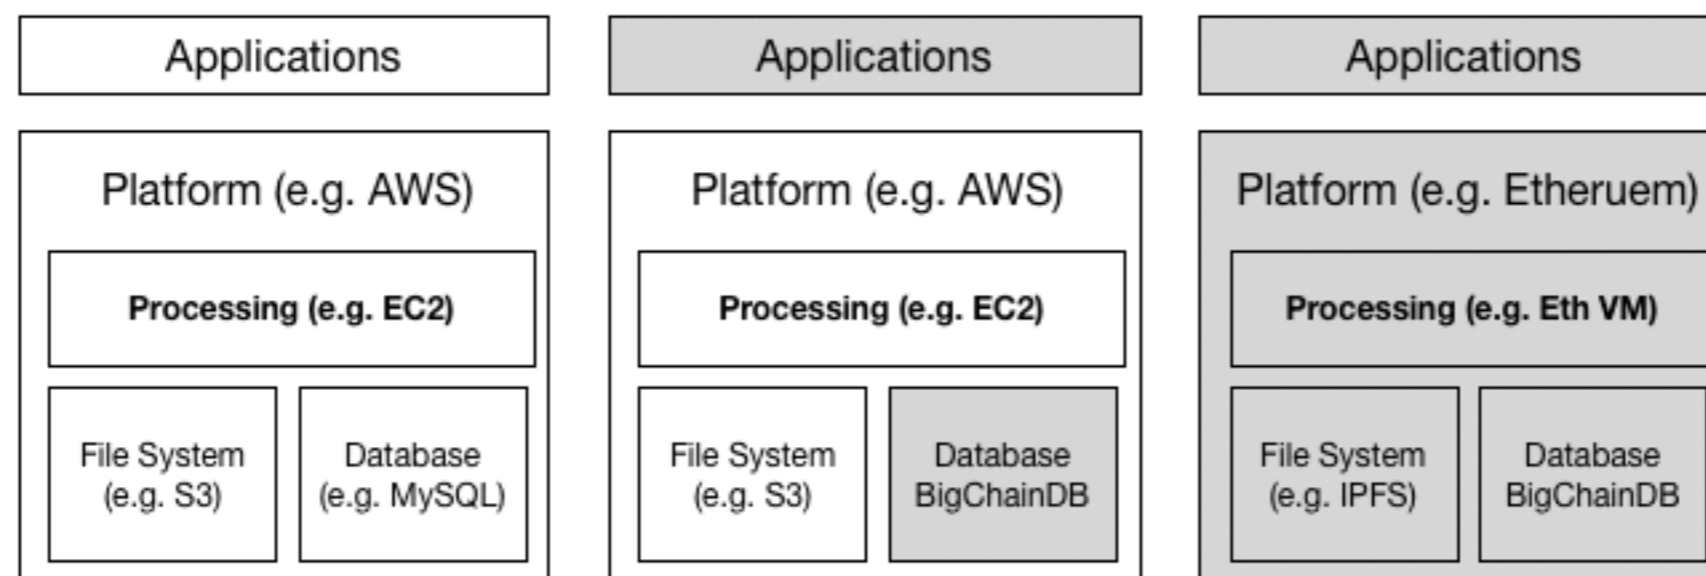 Applications
Platform (e.g. AWS)
Processing (e.g. EC2)
File System
(e.g. S3)
Database
(e.g. MySQL)
Applications
Platform (e.g. AWS)
Processing (e.g. EC2)
File System
(e.g. S3)
Database
BigChainDB
Applications
Platform (e.g. Etheruem)
Processing (e.g. Eth VM)
File System
(e.g. IPFS)
Database
BigChainDB